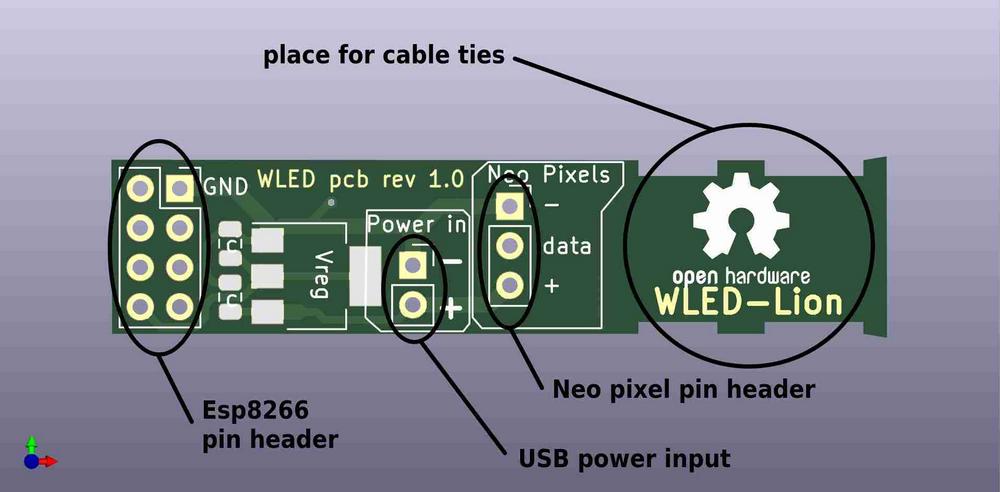 place for cable ties
GND
WLED pcb rev 1.0
Neo Pixels
-
data
+
Power in
-
+
Vreg
C
C
open hardware
WLED-Lion
Neo pixel pin header
Esp8266
pin header
USB power input